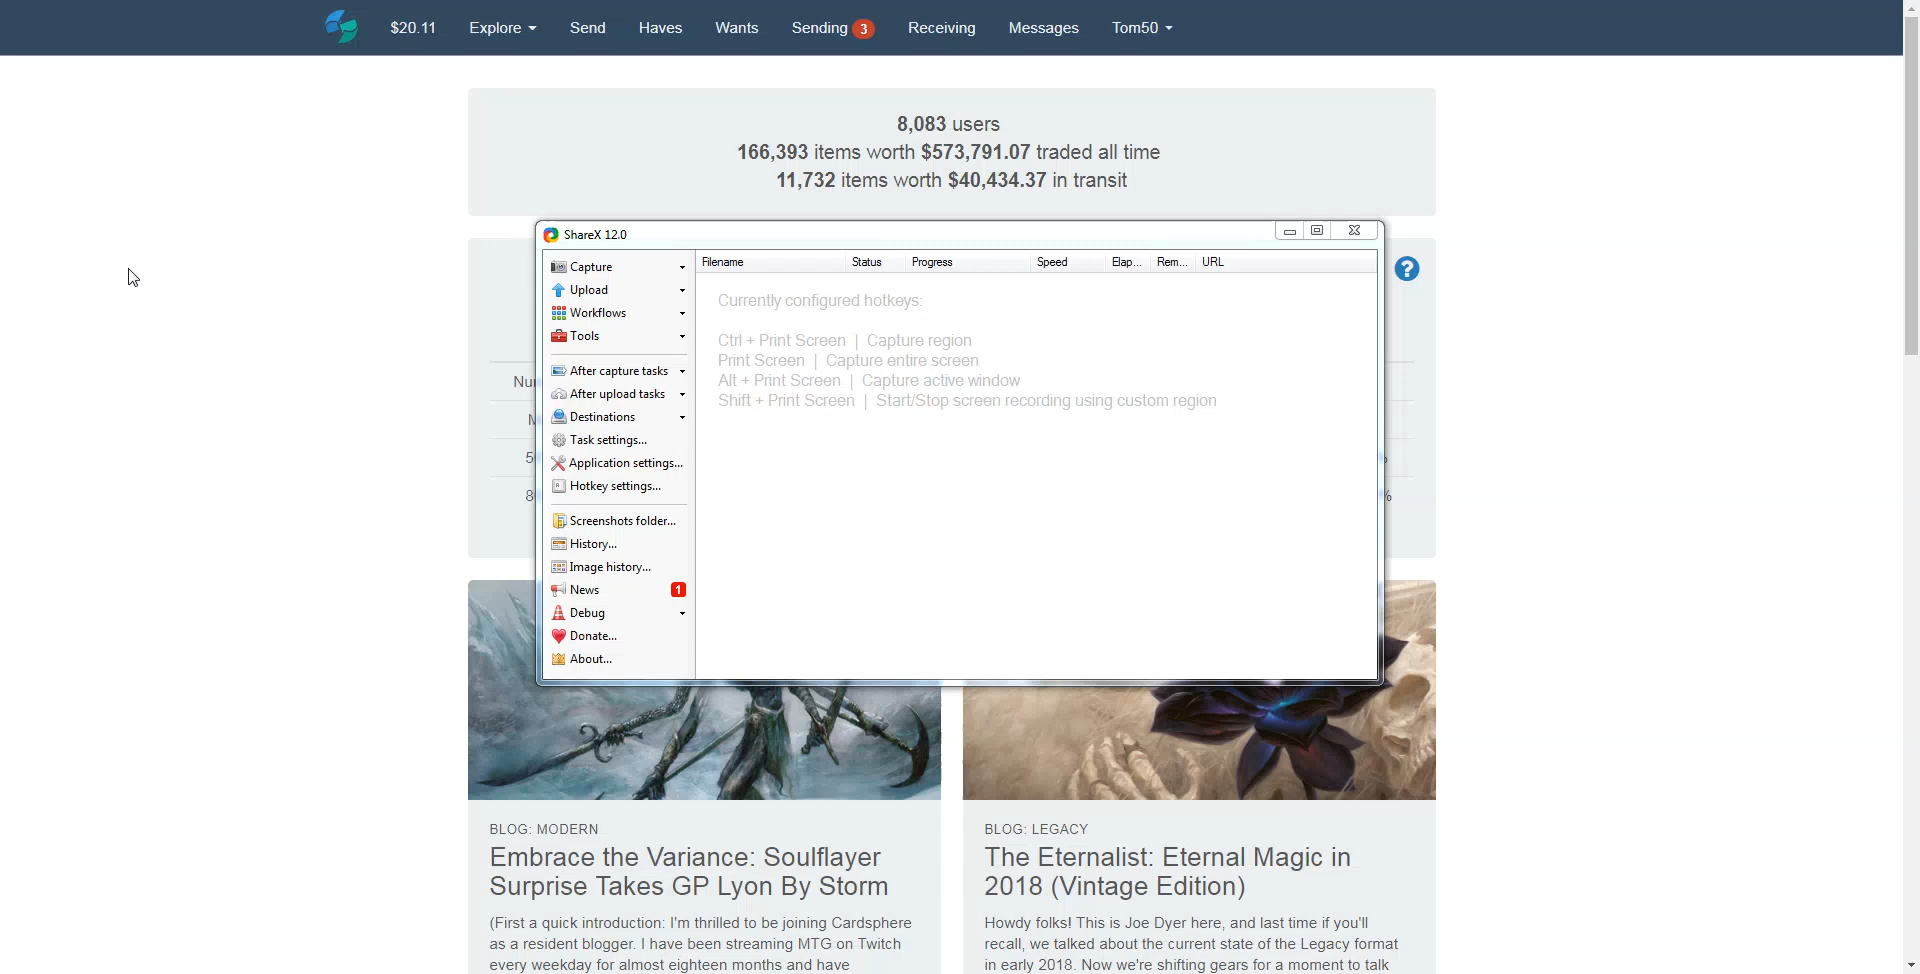 $20.11 Explore Send Haves Wants Sending 3 Receiving Messages Tom50
8,083 users
166,393 items worth $573,791.07 traded all time
11,732 items worth $40,434.37 in transit
ShareX 12.0
Capture
Upload
Workflows
Tools
After capture tasks
After upload tasks
Destinations
Task settings...
Application settings...
Hotkey settings...
Screenshots folder...
History...
Image history...
News 1
Debug
Donate...
About...
Filename Status Progress Speed Elap... Rem... URL
Currently configured hotkeys:
Ctrl + Print Screen | Capture region
Print Screen | Capture entire screen
Alt + Print Screen | Capture active window
Shift + Print Screen | Start/Stop screen recording using custom region
?
BLOG: MODERN
Embrace the Variance: Soulflayer
Surprise Takes GP Lyon By Storm
(First a quick introduction: I'm thrilled to be joining Cardsphere
as a resident blogger. I have been streaming MTG on Twitch
every weekday for almost eighteen months and have
BLOG: LEGACY
The Eternalist: Eternal Magic in
2018 (Vintage Edition)
Howdy folks! This is Joe Dyer here, and last time if you'll
recall, we talked about the current state of the Legacy format
in early 2018. Now we're shifting gears for a moment to talk